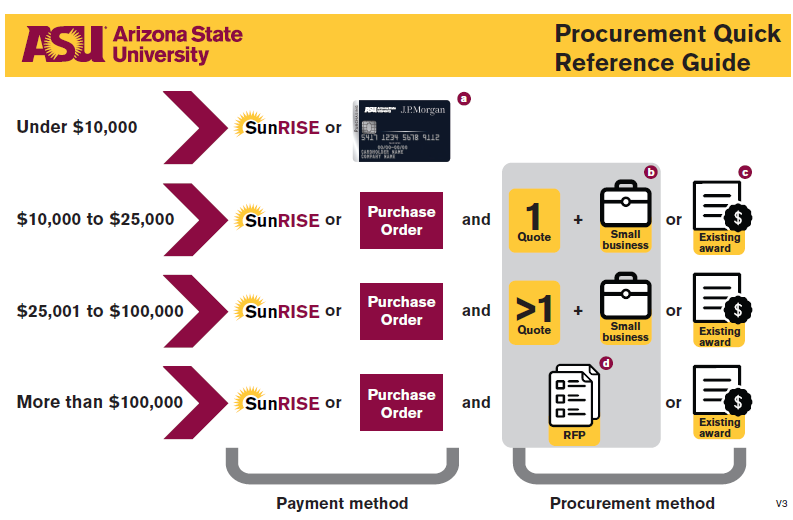 ASU Arizona State
University
Procurement Quick
Reference Guide
Under $10,000
SunRISE or
ASU Arizona State University
J.P.Morgan
5417 1234 5678 9112
00/00-00/00
CARDHOLDER NAME
COMPANY NAME
a
b
c
$10,000 to $25,000
SunRISE or
Purchase
Order
and
1
Quote
+
Small
business
or
$
Existing
award
$25,001 to $100,000
SunRISE or
Purchase
Order
and
>1
Quote
+
Small
business
or
$
Existing
award
d
More than $100,000
SunRISE or
Purchase
Order
and
RFP
or
$
Existing
award
Payment method
Procurement method
V3